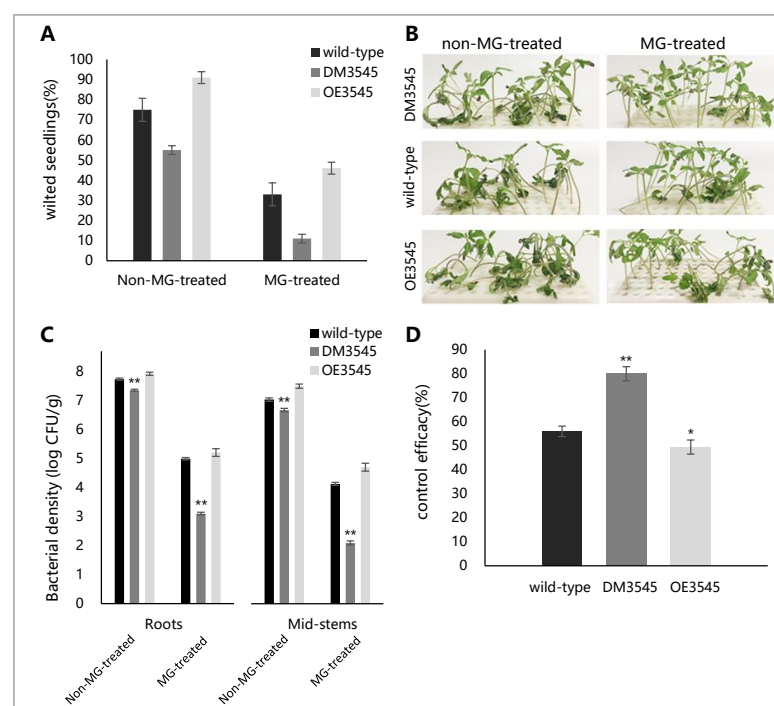 A
wild-type
DM3545
OE3545
wilted seedlings(%)
100
90
80
70
60
50
40
30
20
10
0
Non-MG-treated
MG-treated
B
non-MG-treated
MG-treated
DM3545
wild-type
OE3545
C
wild-type
DM3545
OE3545
Bacterial density (log CFU/g)
8
7
6
5
4
3
2
1
0
**
**
**
**
Roots
Mid-stems
Non-MG-treated
MG-treated
Non-MG-treated
MG-treated
D
control efficacy(%)
90
80
70
60
50
40
30
20
10
0
**
*
wild-type
DM3545
OE3545